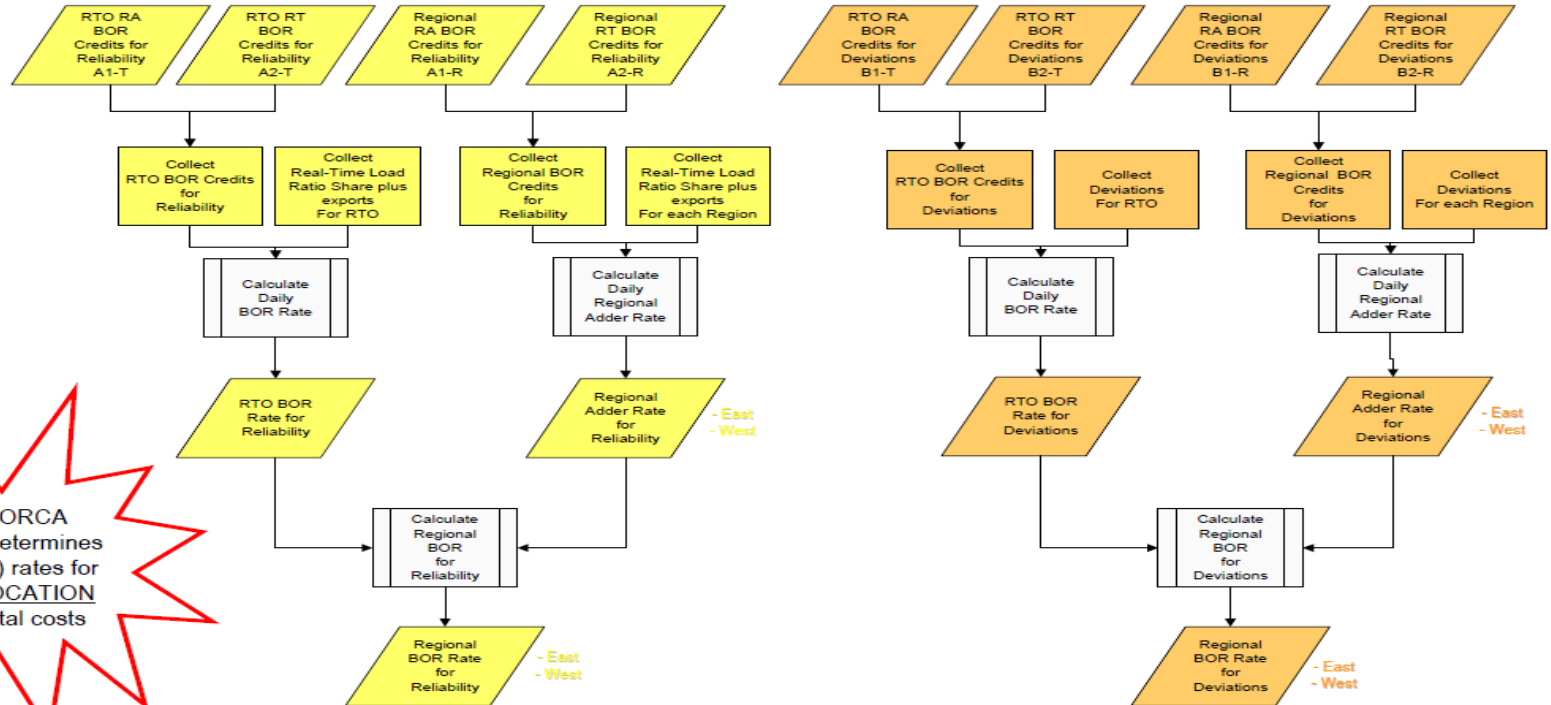 RTO RA
BOR
Credits for
Reliability
A1-T
RTO RT
BOR
Credits for
Reliability
A2-T
Regional
RA BOR
Credits for
Reliability
A1-R
Regional
RT BOR
Credits for
Reliability
A2-R
RTO RA
BOR
Credits for
Deviations
B1-T
RTO RT
BOR
Credits for
Deviations
B2-T
Regional
RA BOR
Credits for
Deviations
B1-R
Regional
RT BOR
Credits for
Deviations
B2-R
Collect
RTO BOR Credits
for
Reliability
Collect
Real-Time Load
Ratio Share plus
exports
For RTO
Collect
Regional BOR
Credits
for
Reliability
Collect
Real-Time Load
Ratio Share plus
exports
For each Region
Collect
RTO BOR Credits
for
Deviations
Collect
Deviations
For RTO
Collect
Regional BOR
Credits
for
Deviations
Collect
Deviations
For each Region
Calculate
Daily
BOR Rate
Calculate
Daily
Regional
Adder Rate
Calculate
Daily
BOR Rate
Calculate
Daily
Regional
Adder Rate
RTO BOR
Rate for
Reliability
Regional
Adder Rate
for
Reliability
- East
- West
RTO BOR
Rate for
Deviations
Regional
Adder Rate
for
Deviations
- East
- West
ORCA
etermines
) rates for
OCATION
tal costs
Calculate
Regional
BOR
for
Reliability
Calculate
Regional
BOR
for
Deviations
Regional
BOR Rate
for
Reliability
- East
- West
Regional
BOR Rate
for
Deviations
- East
- West